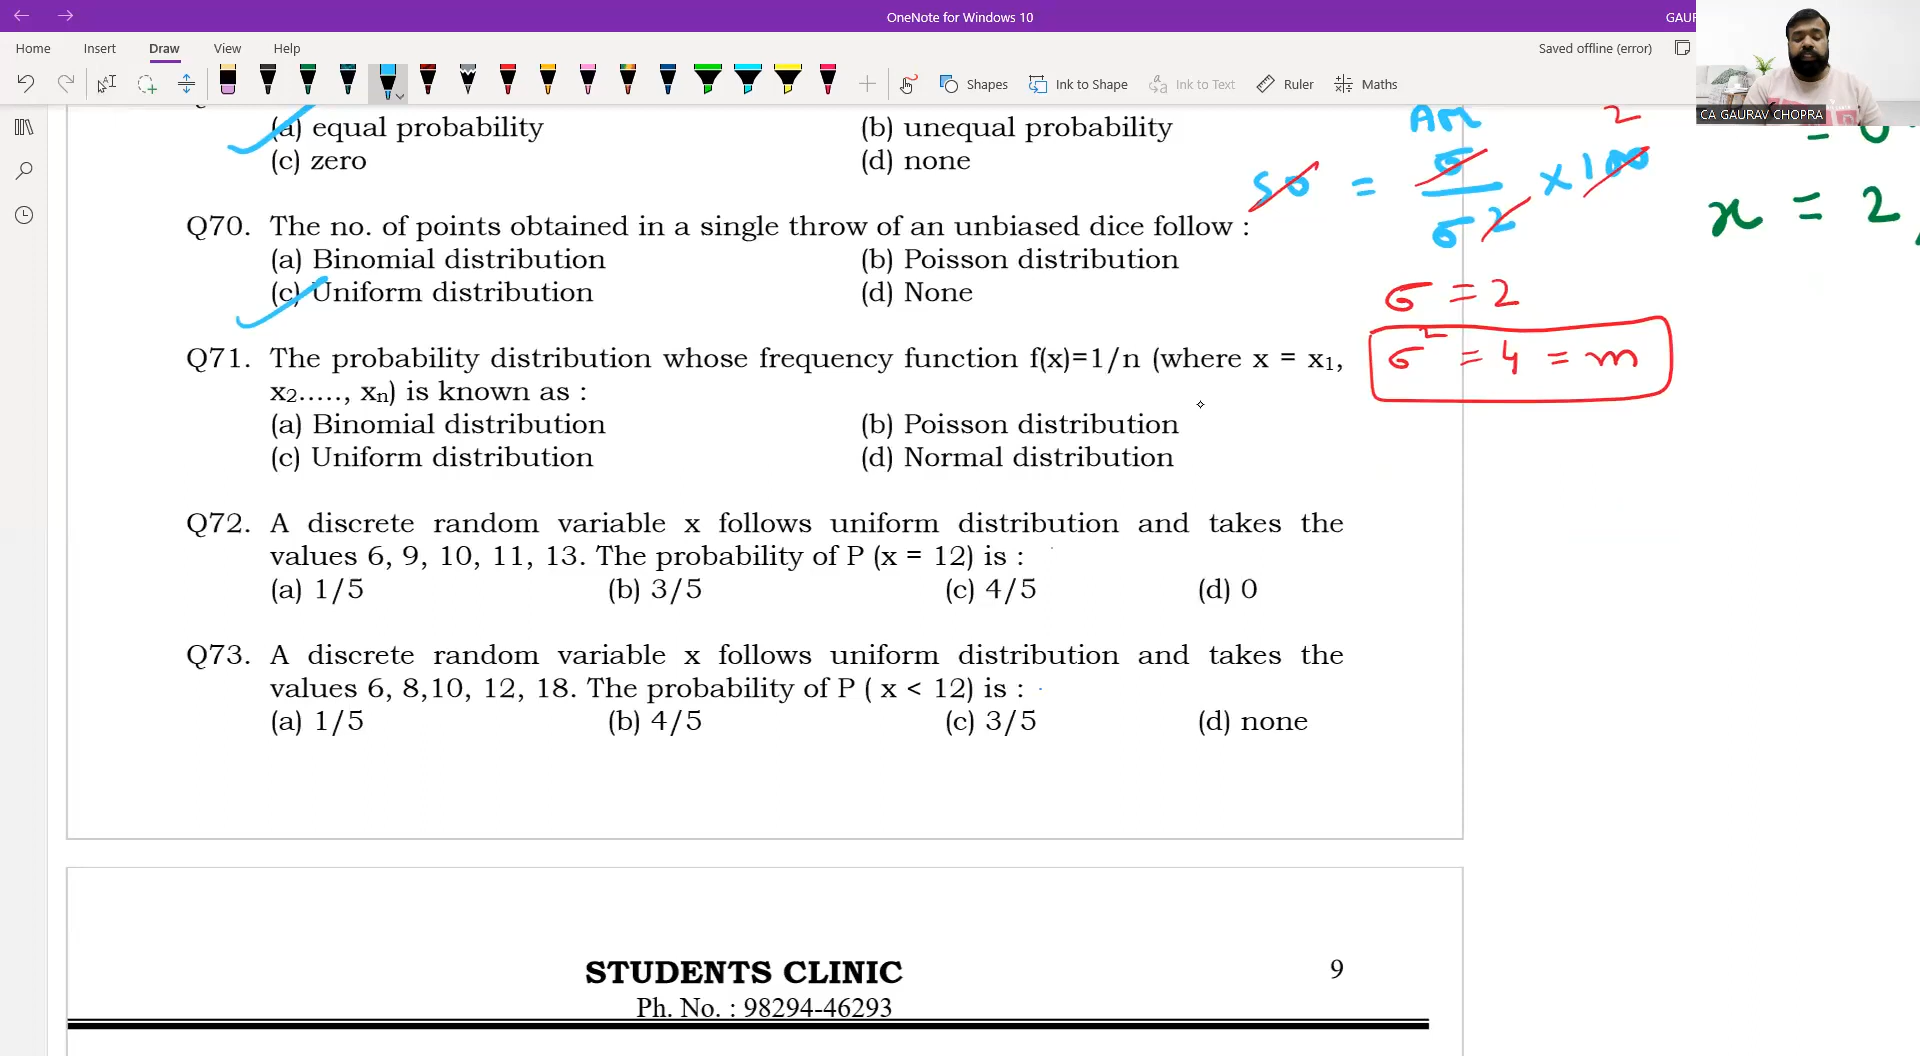 OneNote for Windows 10
Home Insert Draw View Help
Saved offline (error)
Shapes Ink to Shape Ink to Text Ruler Maths
CA GAURAV CHOPRA
(a) equal probability (b) unequal probability
(c) zero (d) none
Q70. The no. of points obtained in a single throw of an unbiased dice follow :
(a) Binomial distribution (b) Poisson distribution
(c) Uniform distribution (d) None
Q71. The probability distribution whose frequency function f(x)=1/n (where x = x₁,
x₂....., xₙ) is known as :
(a) Binomial distribution (b) Poisson distribution
(c) Uniform distribution (d) Normal distribution
Q72. A discrete random variable x follows uniform distribution and takes the
values 6, 9, 10, 11, 13. The probability of P (x = 12) is :
(a) 1/5 (b) 3/5 (c) 4/5 (d) 0
Q73. A discrete random variable x follows uniform distribution and takes the
values 6, 8,10, 12, 18. The probability of P ( x < 12) is :
(a) 1/5 (b) 4/5 (c) 3/5 (d) none
AM 2
50 = σ / σ2 × 100
σ = 2
σ² = 4 = m
x = 2
STUDENTS CLINIC 9
Ph. No. : 98294-46293